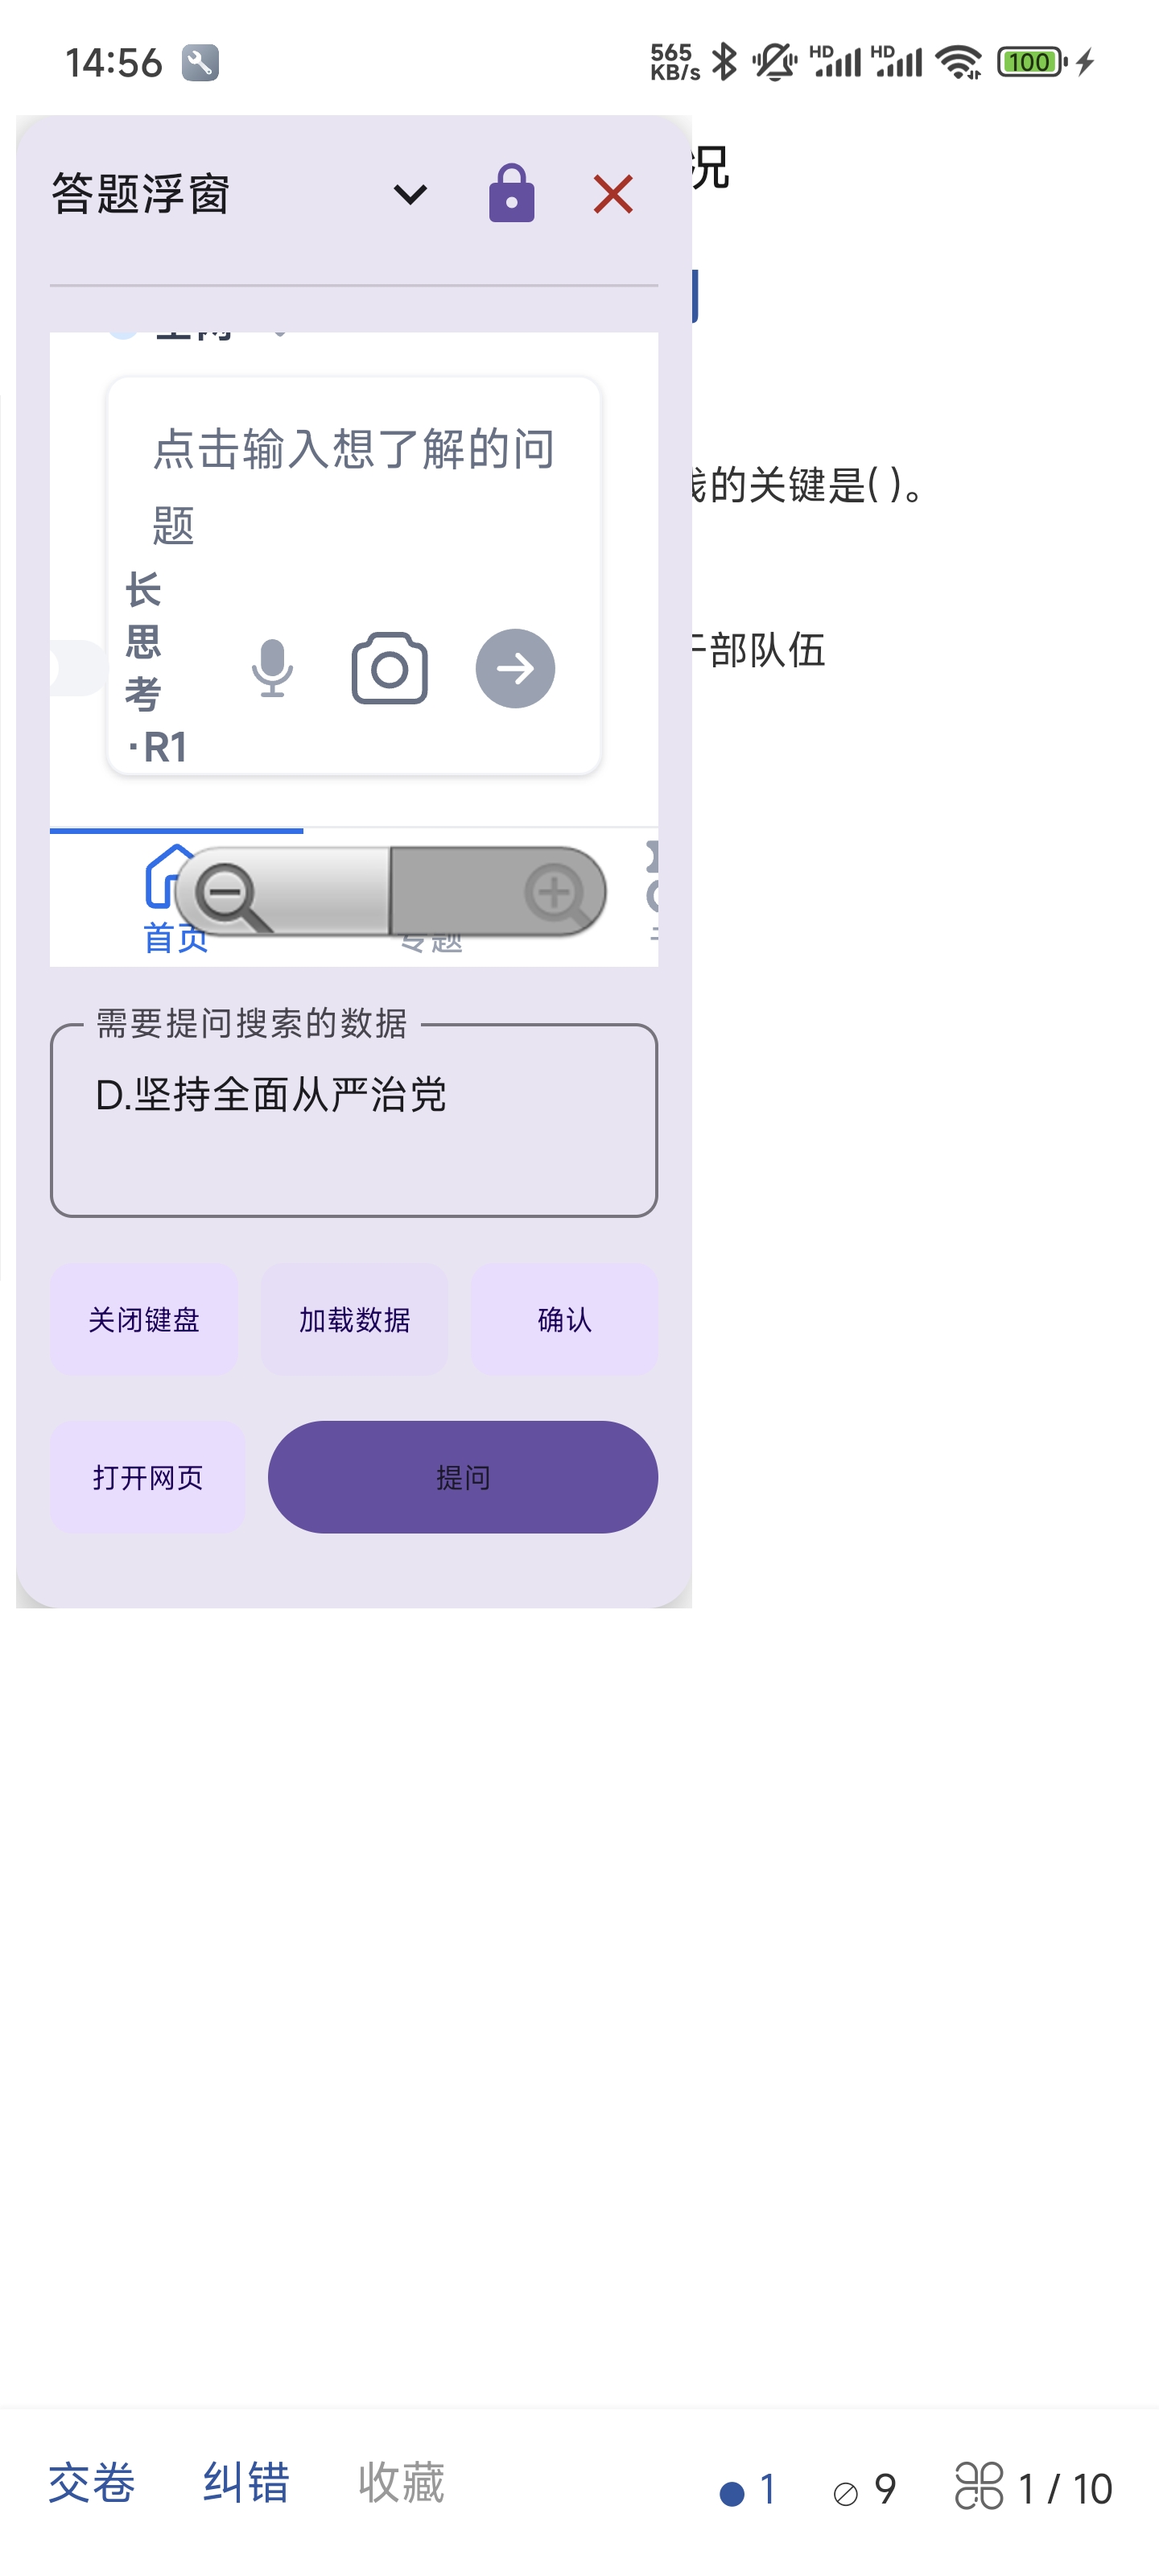 14:56
565
KB/s
HD
HD
100
答题浮窗
况
点击输入想了解的问
题
的关键是( )。
长
思
考
·R1
部队伍
首页
专题
需要提问搜索的数据
D.坚持全面从严治党
关闭键盘
加载数据
确认
打开网页
提问
交卷
纠错
收藏
1
9
1 / 10